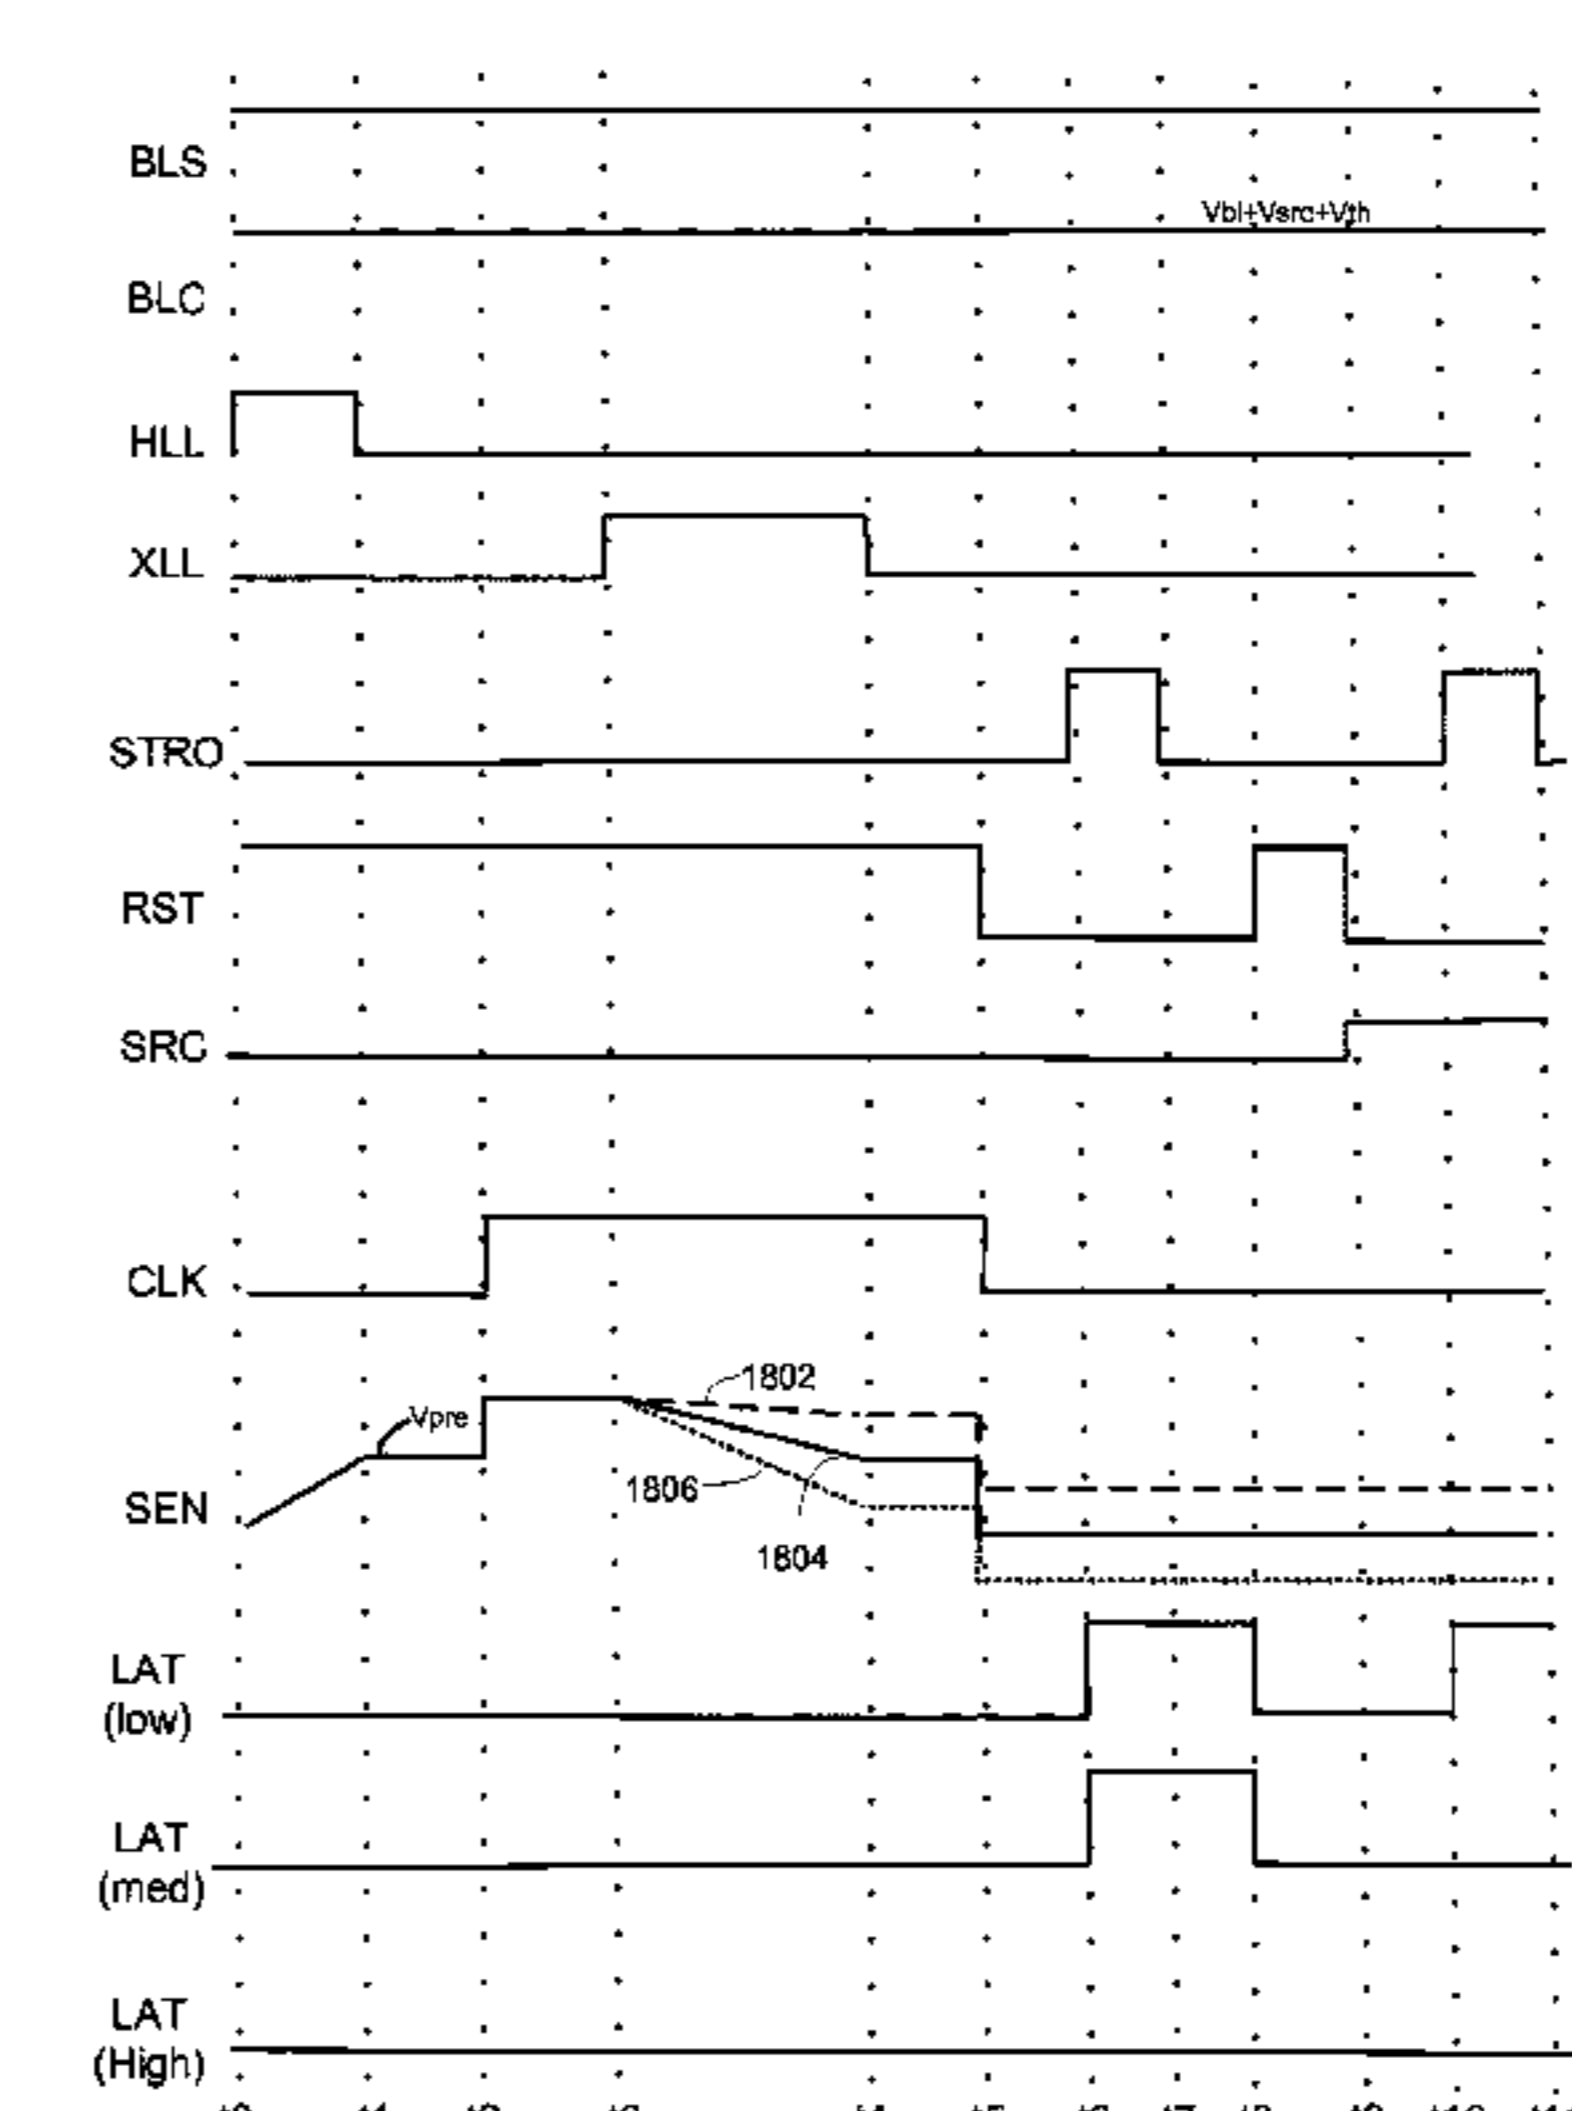 BLS
Vbl+Vsrc+Vth
BLC
HLL
XLL
STRO
RST
SRC
CLK
1802
Vpre
1806
SEN
1804
LAT
(low)
LAT
(med)
LAT
(High)